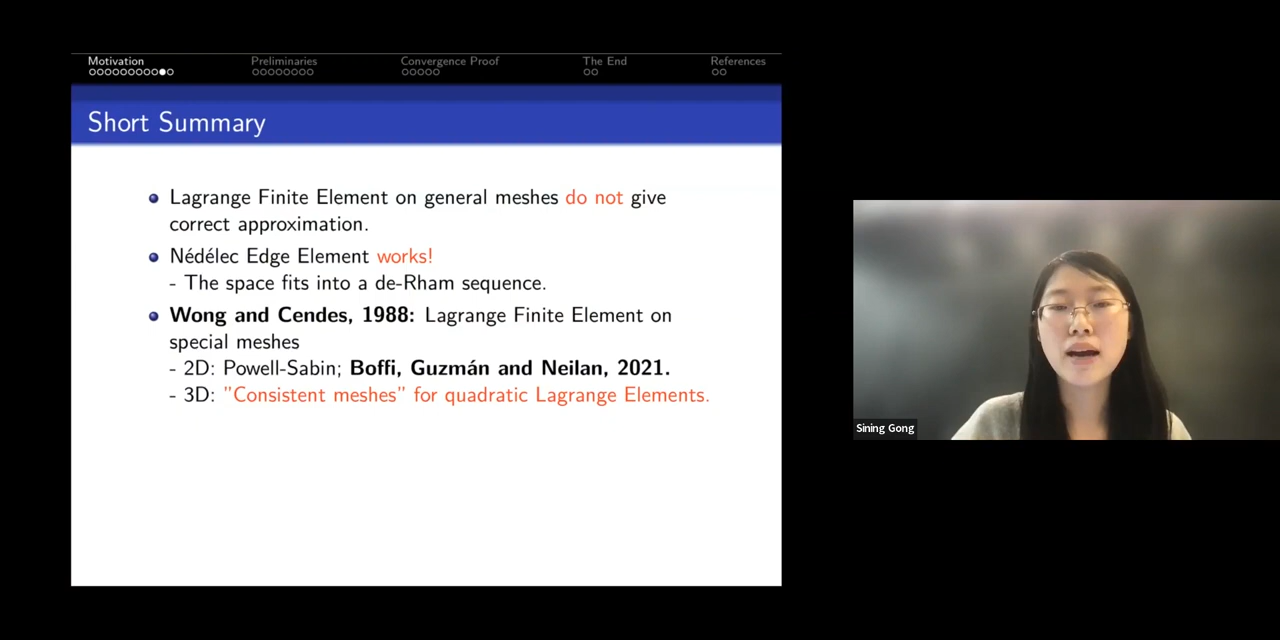 Motivation Preliminaries Convergence Proof The End References
Short Summary
Lagrange Finite Element on general meshes do not give
correct approximation.
Nédélec Edge Element works!
- The space fits into a de-Rham sequence.
Wong and Cendes, 1988: Lagrange Finite Element on
special meshes
- 2D: Powell-Sabin; Boffi, Guzmán and Neilan, 2021.
- 3D: "Consistent meshes" for quadratic Lagrange Elements.
Sining Gong